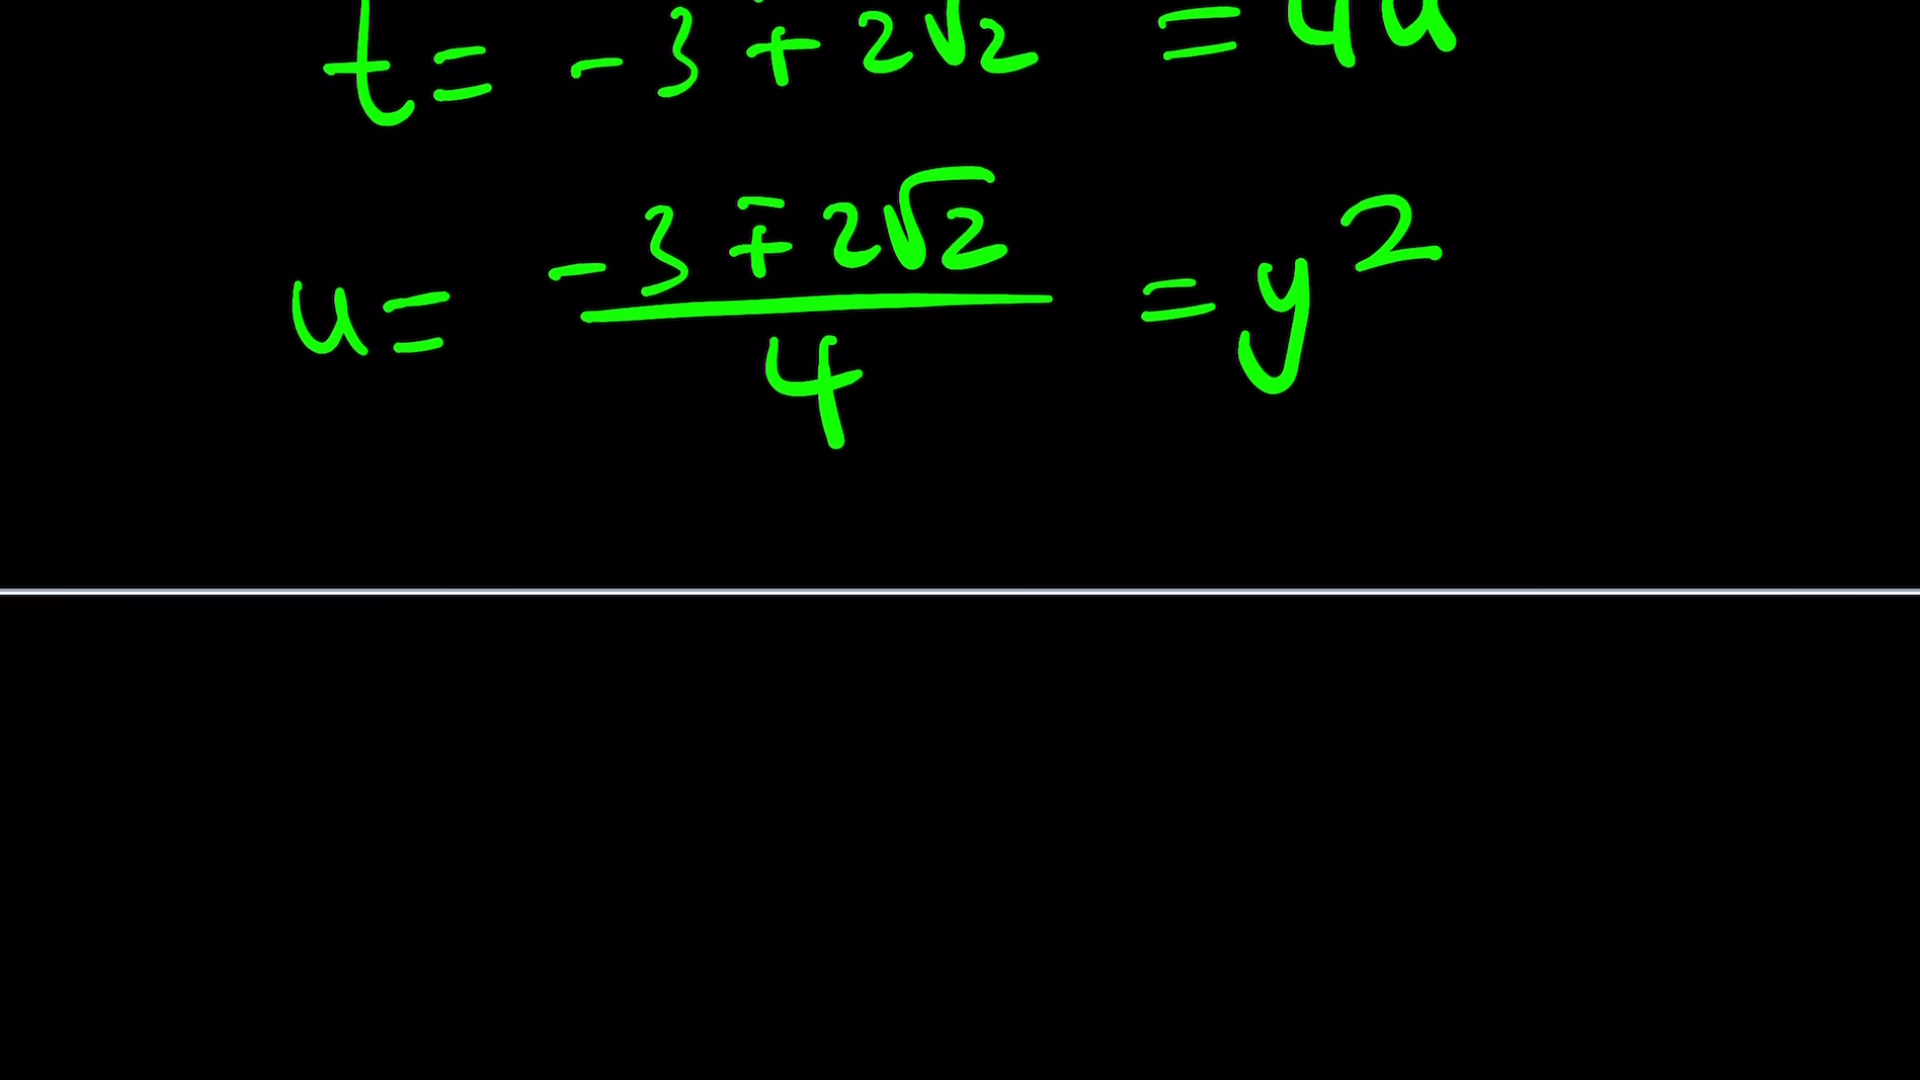 t = -3 ∓ 2√2 = 4u
u = (-3 ∓ 2√2)/4 = y²